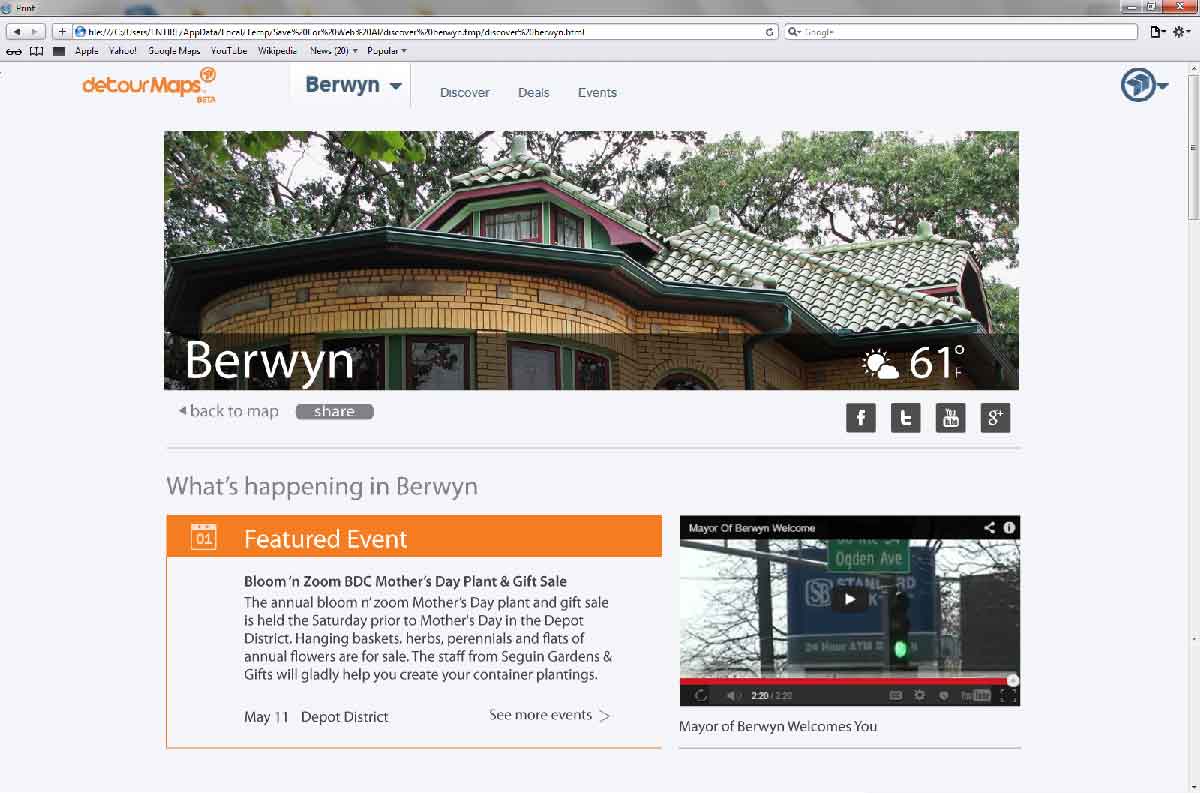 Print
file:///C:/Users/
/AppData/Local/Temp/Save%20For%20Web%20AI/discover%20berwyn.tmp/discover%20berwyn.html
Google
Apple Yahoo! Google Maps YouTube Wikipedia News (20) Popular
detourMaps
BETA
Berwyn
Discover Deals Events
Berwyn
61°
F
back to map share
f t You Tube g+
What's happening in Berwyn
01 Featured Event
Bloom 'n Zoom BDC Mother's Day Plant & Gift Sale
The annual bloom n' zoom Mother's Day plant and gift sale
is held the Saturday prior to Mother's Day in the Depot
District. Hanging baskets, herbs, perennials and flats of
annual flowers are for sale. The staff from Seguin Gardens &
Gifts will gladly help you create your container plantings.
May 11 Depot District
See more events >
Mayor Of Berwyn Welcome
Ogden Ave
24 Hour ATM
2:20 / 2:20
YouTube
Mayor of Berwyn Welcomes You